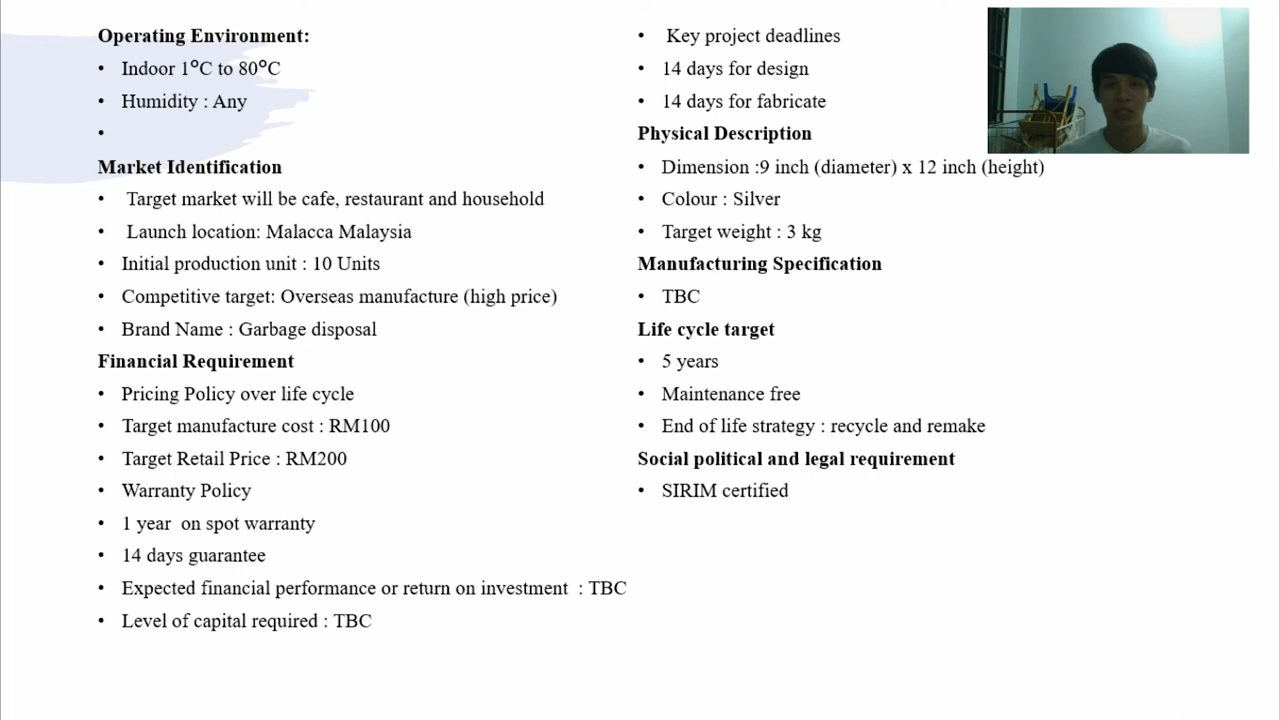 Operating Environment:
• Indoor 1°C to 80°C
• Humidity : Any
•
Market Identification
• Target market will be cafe, restaurant and household
• Launch location: Malacca Malaysia
• Initial production unit : 10 Units
• Competitive target: Overseas manufacture (high price)
• Brand Name : Garbage disposal
Financial Requirement
• Pricing Policy over life cycle
• Target manufacture cost : RM100
• Target Retail Price : RM200
• Warranty Policy
• 1 year on spot warranty
• 14 days guarantee
• Expected financial performance or return on investment : TBC
• Level of capital required : TBC
• Key project deadlines
• 14 days for design
• 14 days for fabricate
Physical Description
• Dimension :9 inch (diameter) x 12 inch (height)
• Colour : Silver
• Target weight : 3 kg
Manufacturing Specification
• TBC
Life cycle target
• 5 years
• Maintenance free
• End of life strategy : recycle and remake
Social political and legal requirement
• SIRIM certified